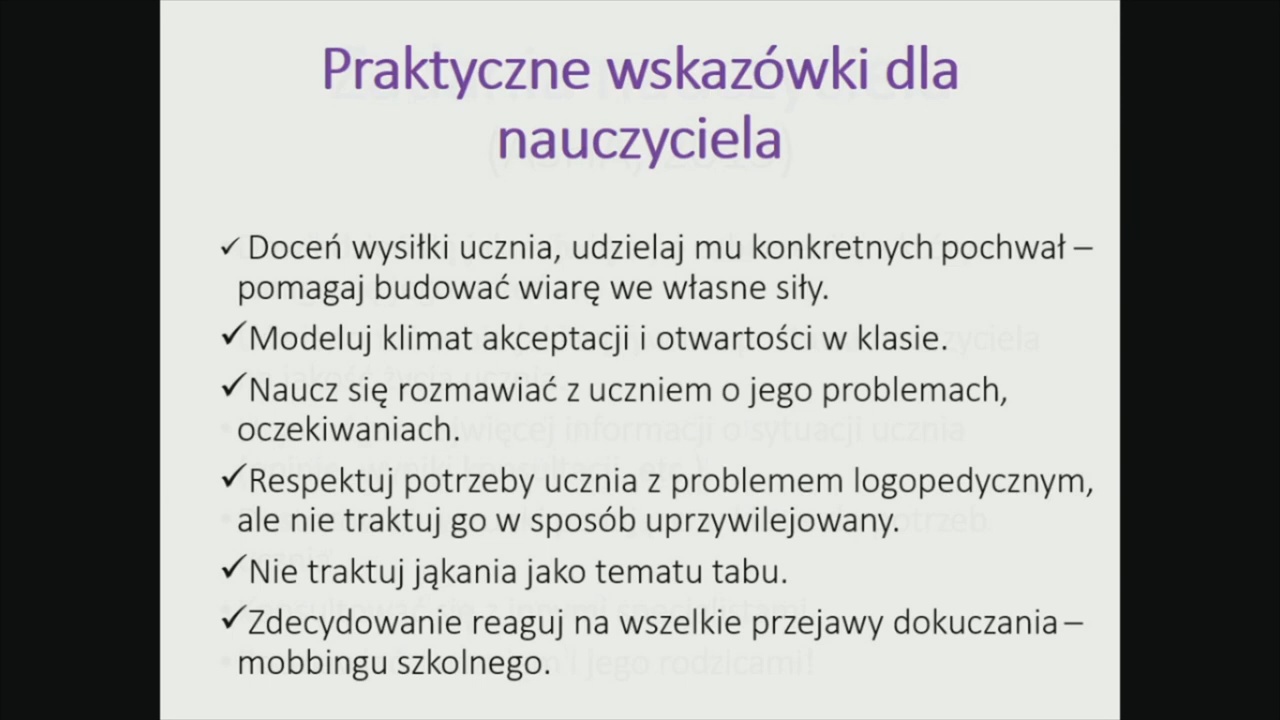 Praktyczne wskazówki dla
nauczyciela
✓Doceń wysiłki ucznia, udzielaj mu konkretnych pochwał –
pomagaj budować wiarę we własne siły.
✓Modeluj klimat akceptacji i otwartości w klasie.
✓Naucz się rozmawiać z uczniem o jego problemach,
oczekiwaniach.
✓Respektuj potrzeby ucznia z problemem logopedycznym,
ale nie traktuj go w sposób uprzywilejowany.
✓Nie traktuj jąkania jako tematu tabu.
✓Zdecydowanie reaguj na wszelkie przejawy dokuczania –
mobbingu szkolnego.